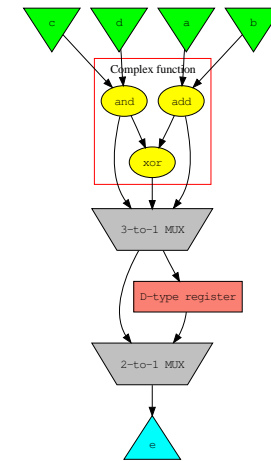 c d a b
Complex function
and add
xor
3-to-1 MUX
D-type register
2-to-1 MUX
e